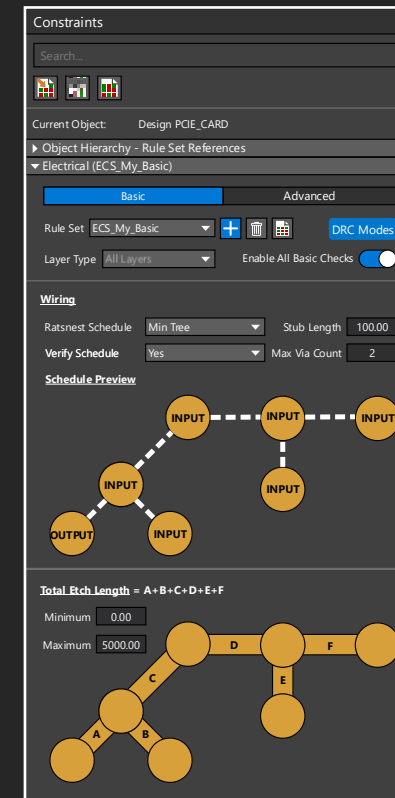 Constraints
Search...
Current Object: Design PCIE_CARD
Object Hierarchy - Rule Set References
Electrical (ECS_My_Basic)
Basic Advanced
Rule Set ECS_My_Basic DRC Modes
Layer Type All Layers Enable All Basic Checks
Wiring
Ratsnest Schedule Min Tree Stub Length 100.00
Verify Schedule Yes Max Via Count 2
Schedule Preview
INPUT INPUT INPUT
INPUT INPUT
OUTPUT INPUT
Total Etch Length = A+B+C+D+E+F
Minimum 0.00
Maximum 5000.00
D F
C E
A B